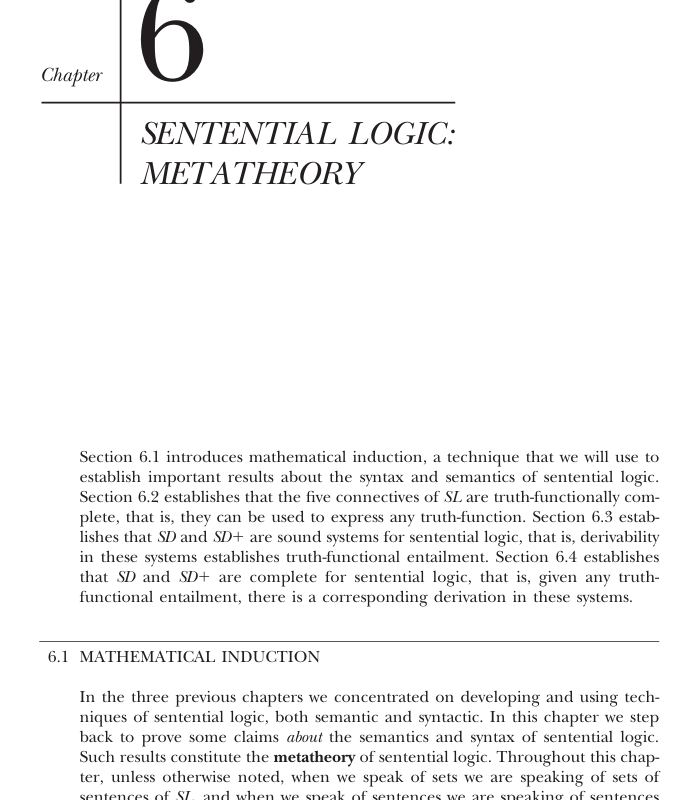 Chapter
6
SENTENTIAL LOGIC:
METATHEORY
Section 6.1 introduces mathematical induction, a technique that we will use to
establish important results about the syntax and semantics of sentential logic.
Section 6.2 establishes that the five connectives of SL are truth-functionally com-
plete, that is, they can be used to express any truth-function. Section 6.3 estab-
lishes that SD and SD+ are sound systems for sentential logic, that is, derivability
in these systems establishes truth-functional entailment. Section 6.4 establishes
that SD and SD+ are complete for sentential logic, that is, given any truth-
functional entailment, there is a corresponding derivation in these systems.
6.1 MATHEMATICAL INDUCTION
In the three previous chapters we concentrated on developing and using tech-
niques of sentential logic, both semantic and syntactic. In this chapter we step
back to prove some claims about the semantics and syntax of sentential logic.
Such results constitute the metatheory of sentential logic. Throughout this chap-
ter, unless otherwise noted, when we speak of sets we are speaking of sets of
sentences of SL, and when we speak of sentences we are speaking of sentences